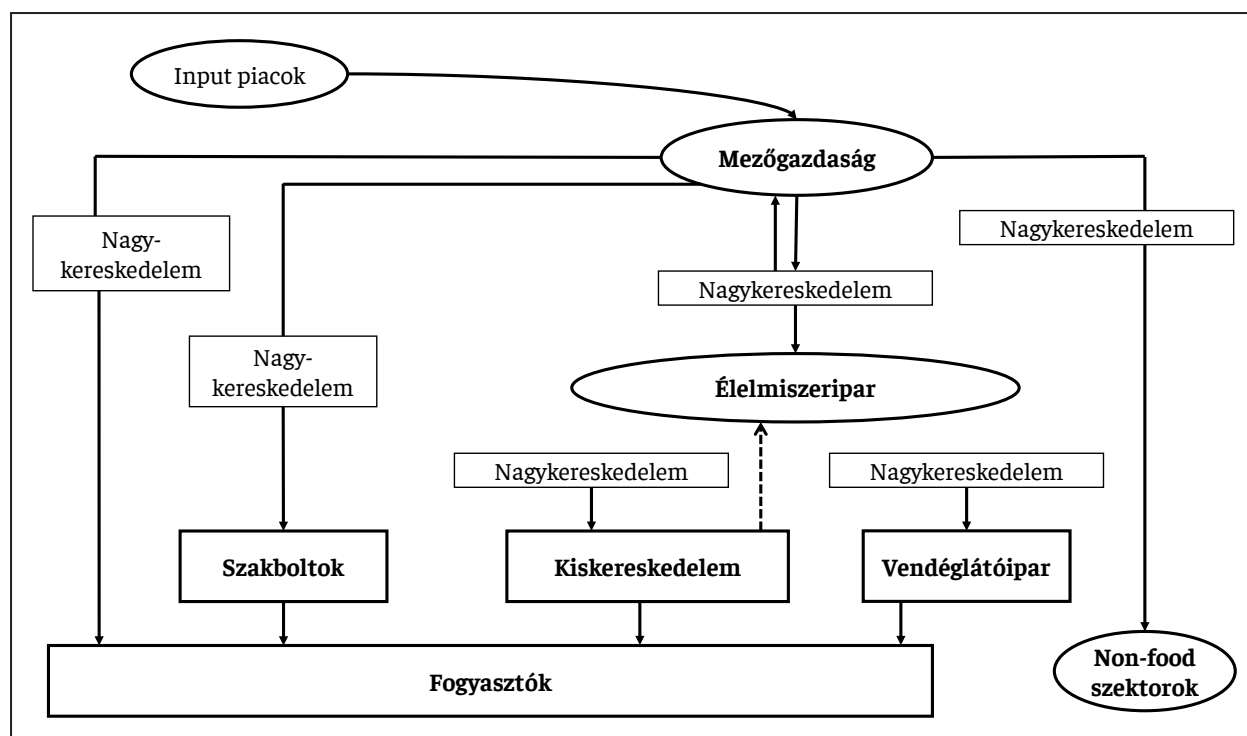 Input piacok
Mezőgazdaság
Nagy-
kereskedelem
Nagykereskedelem
Nagykereskedelem
Nagy-
kereskedelem
Élelmiszeripar
Nagykereskedelem
Nagykereskedelem
Szakboltok
Kiskereskedelem
Vendéglátóipar
Fogyasztók
Non-food
szektorok